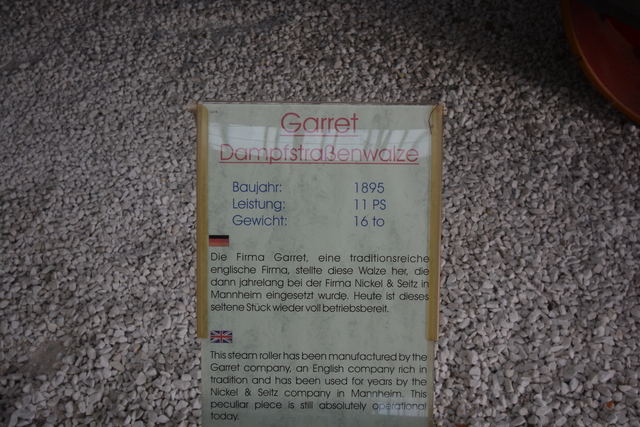 Garret
Dampfstraßenwalze
Baujahr: 1895
Leistung: 11 PS
Gewicht: 16 to
Die Firma Garret, eine traditionsreiche
englische Firma, stellte diese Walze her, die
dann jahrelang bei der Firma Nickel & Seitz in
Mannheim eingesetzt wurde. Heute ist dieses
seltene Stück wieder voll betriebsbereit.
This steam roller has been manufactured by the
Garret company, an English company rich in
tradition and has been used for years by the
Nickel & Seitz company in Mannheim. This
peculiar piece is still absolutely operational
today.